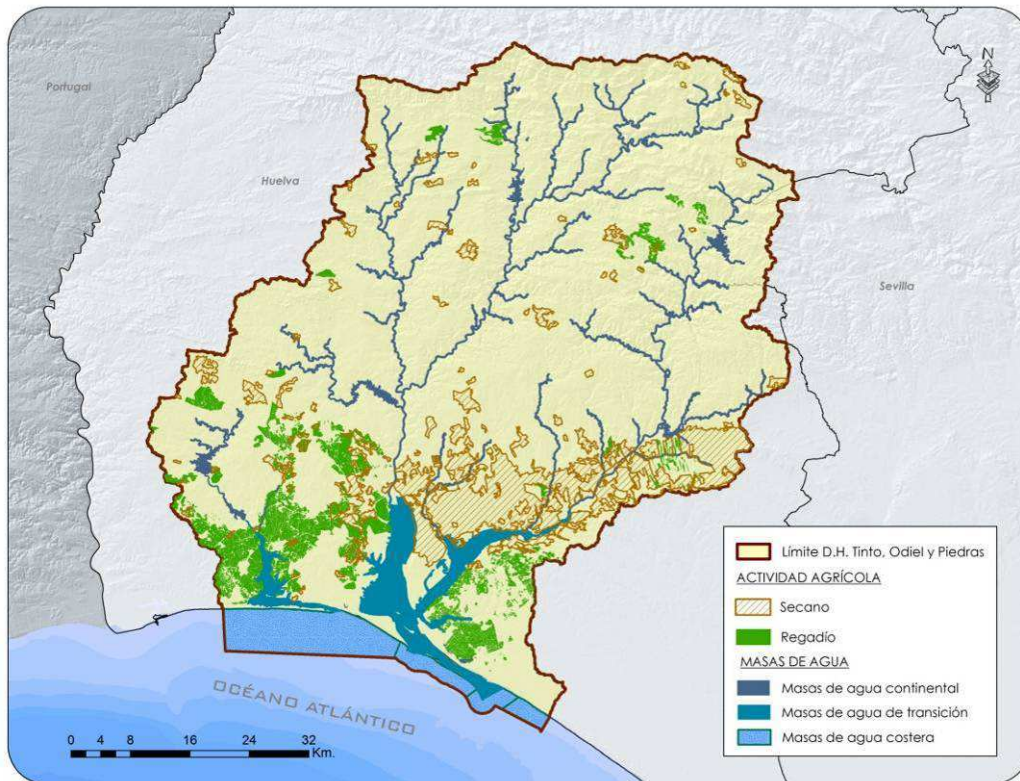 Portugal
N
Huelva
Sevilla
OCÉANO ATLÁNTICO
0 4 8 16 24 32
Km.
Límite D.H. Tinto, Odiel y Piedras
ACTIVIDAD AGRÍCOLA
Secano
Regadío
MASAS DE AGUA
Masas de agua continental
Masas de agua de transición
Masas de agua costera